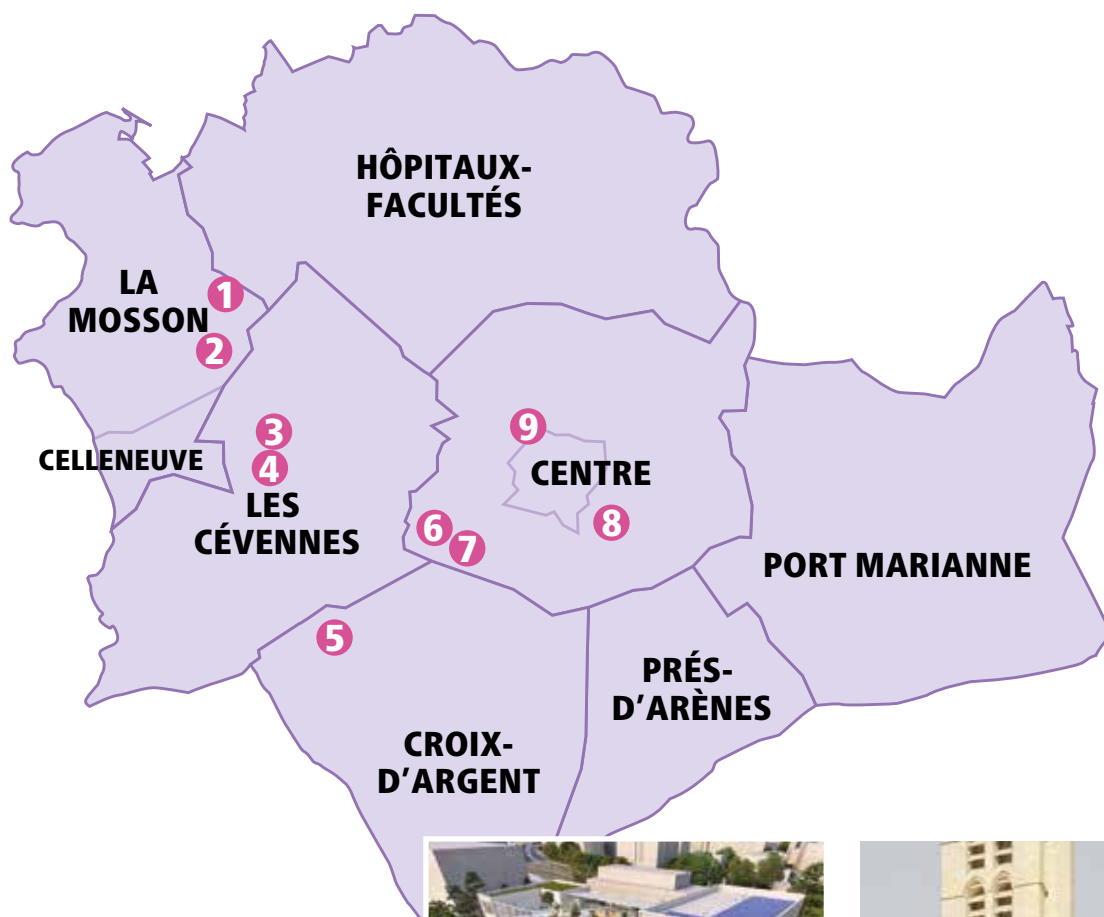 HÔPITAUX-
FACULTÉS
LA
MOSSON
1
2
CELLENEUVE
3
4
LES
CÉVENNES
9
CENTRE
6
7
8
PORT MARIANNE
5
PRÉS-
D'ARÈNES
CROIX-
D'ARGENT